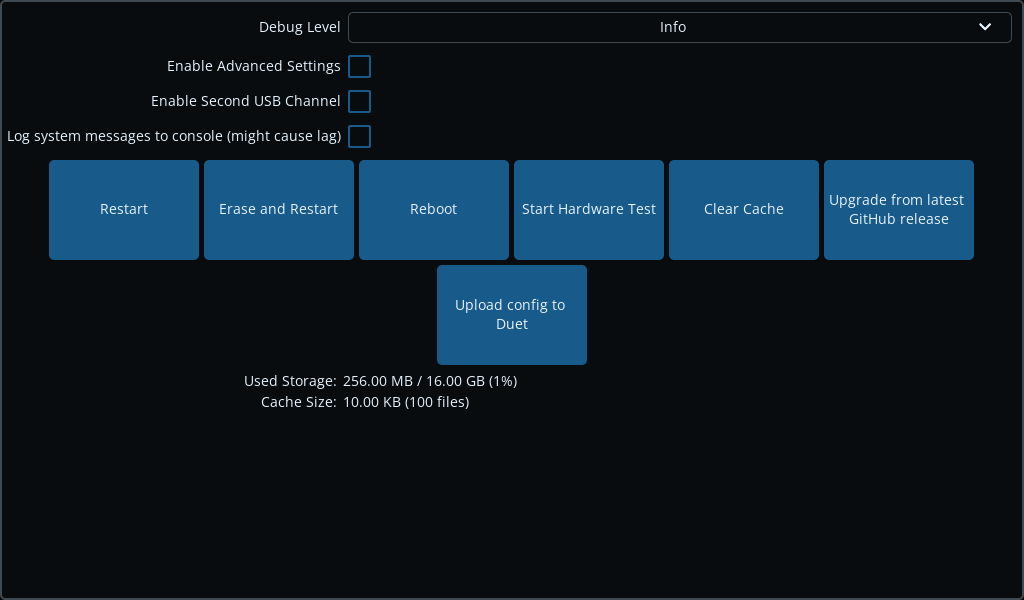 Debug Level Info
Enable Advanced Settings
Enable Second USB Channel
Log system messages to console (might cause lag)
Restart
Erase and Restart
Reboot
Start Hardware Test
Clear Cache
Upgrade from latest
GitHub release
Upload config to
Duet
Used Storage: 256.00 MB / 16.00 GB (1%)
Cache Size: 10.00 KB (100 files)